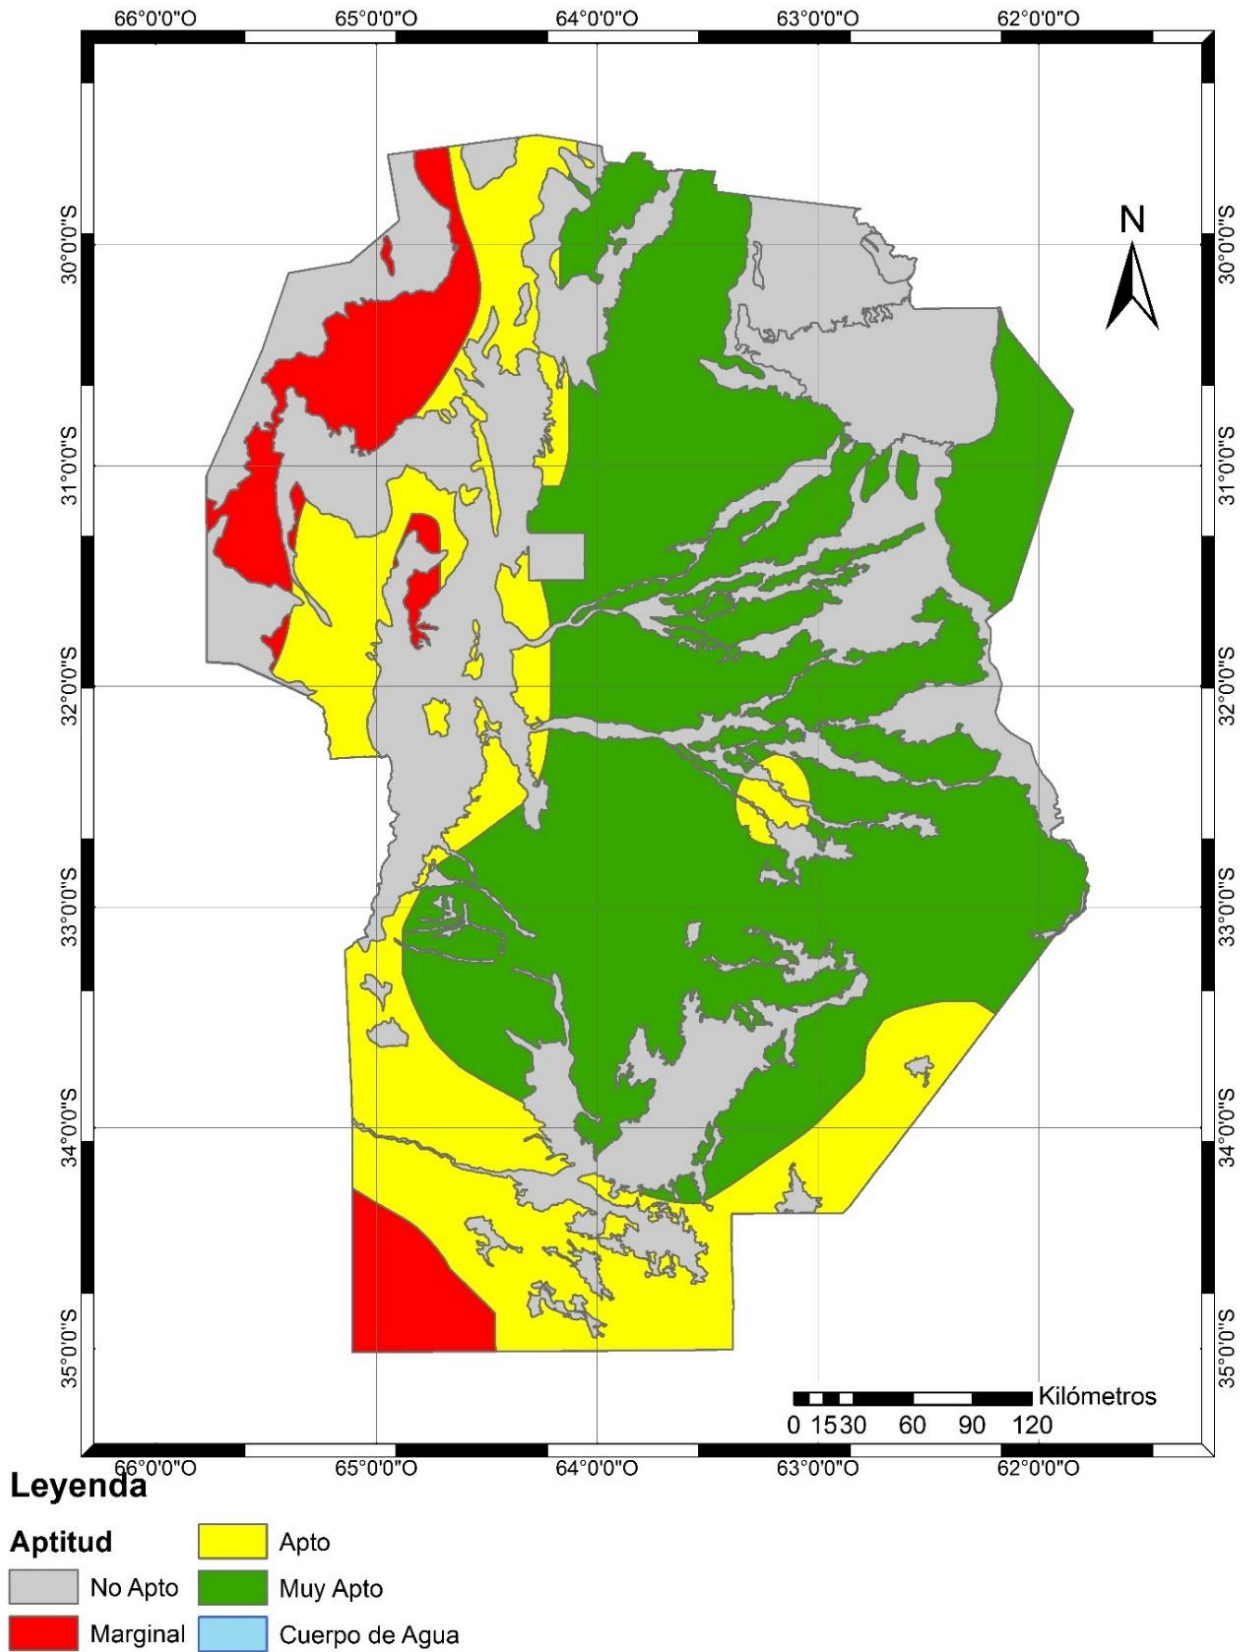 66°0'0"O 65°0'0"O 64°0'0"O 63°0'0"O 62°0'0"O
N
30°0'0"S 30°0'0"S
31°0'0"S 31°0'0"S
32°0'0"S 32°0'0"S
33°0'0"S 33°0'0"S
34°0'0"S 34°0'0"S
35°0'0"S 35°0'0"S
Kilómetros
0 15 30 60 90 120
66°0'0"O 65°0'0"O 64°0'0"O 63°0'0"O 62°0'0"O
Leyenda
Aptitud
No Apto
Marginal
Apto
Muy Apto
Cuerpo de Agua